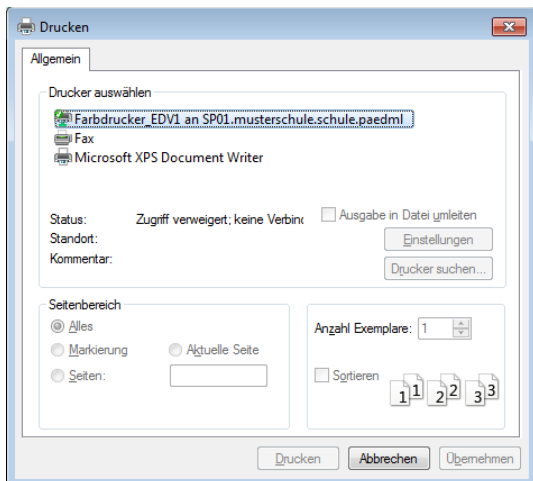 Drucken
Allgemein
Drucker auswählen
Farbdrucker_EDV1 an SP01.musterschule.schule.paedml
Fax
Microsoft XPS Document Writer
Status: Zugriff verweigert; keine Verbinc
Ausgabe in Datei umleiten
Standort:
Einstellungen
Kommentar:
Drucker suchen...
Seitenbereich
Alles
Markierung
Aktuelle Seite
Seiten:
Anzahl Exemplare: 1
Sortieren
1 1 2 2 3 3
Drucken
Abbrechen
Übernehmen